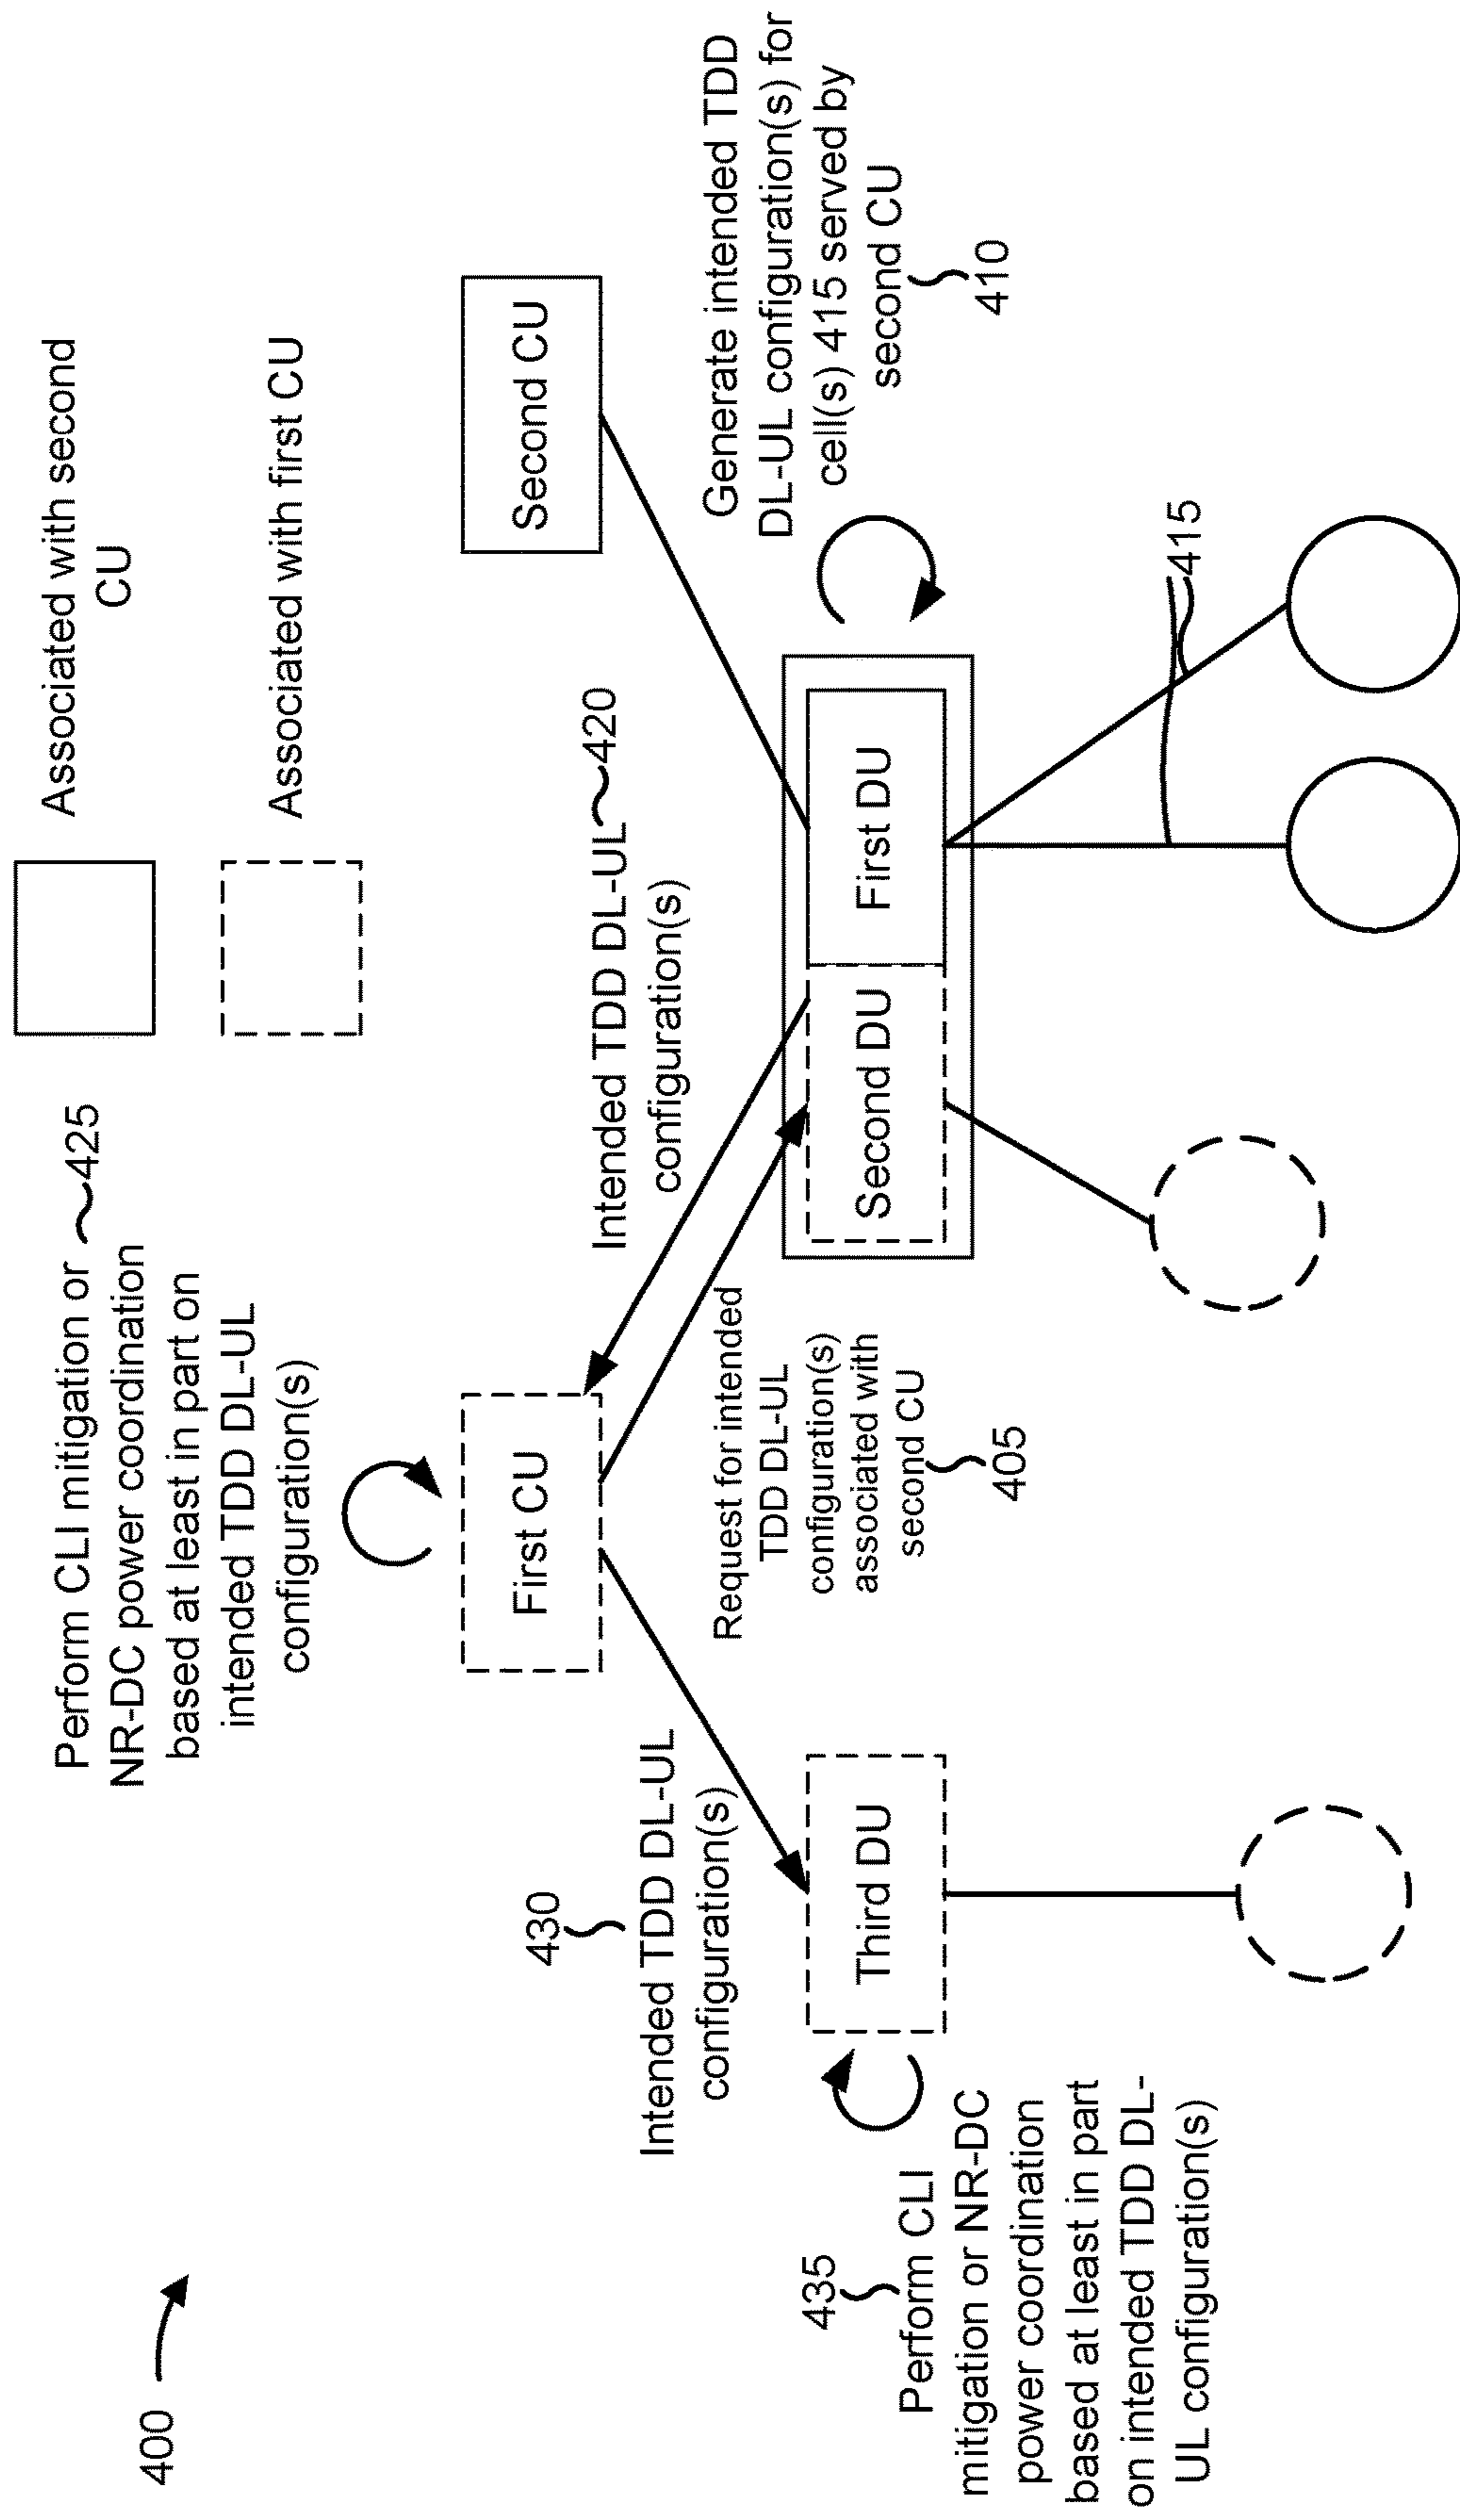 400
Perform CLI mitigation or
NR-DC power coordination
based at least in part on
intended TDD DL-UL
configuration(s)
425
Associated with second
CU
Associated with first CU
430
Intended TDD DL-UL
configuration(s)
First CU
Intended TDD DL-UL
configuration(s)
420
Second CU
435
Perform CLI
mitigation or NR-DC
power coordination
based at least in part
on intended TDD DL-
UL configuration(s)
Third DU
Request for intended
TDD DL-UL
configuration(s)
associated with
second CU
405
Second DU
First DU
Generate intended TDD
DL-UL configuration(s) for
cell(s) 415 served by
second CU
410
415